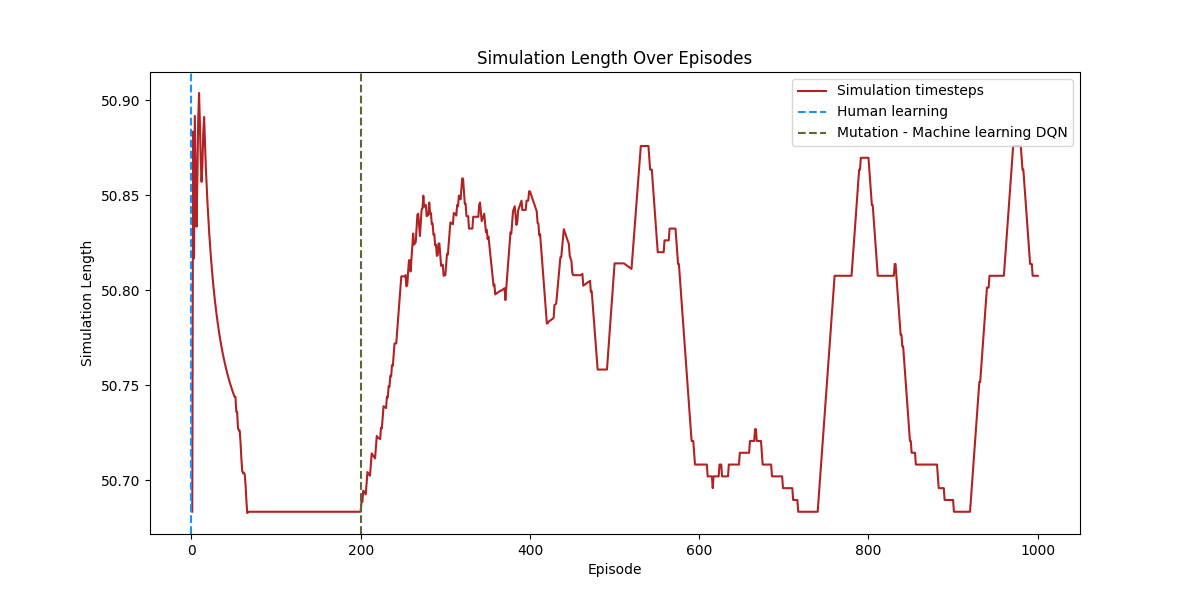 Simulation Length Over Episodes
Simulation timesteps
Human learning
Mutation - Machine learning DQN
Simulation Length
50.90
50.85
50.80
50.75
50.70
0 200 400 600 800 1000
Episode